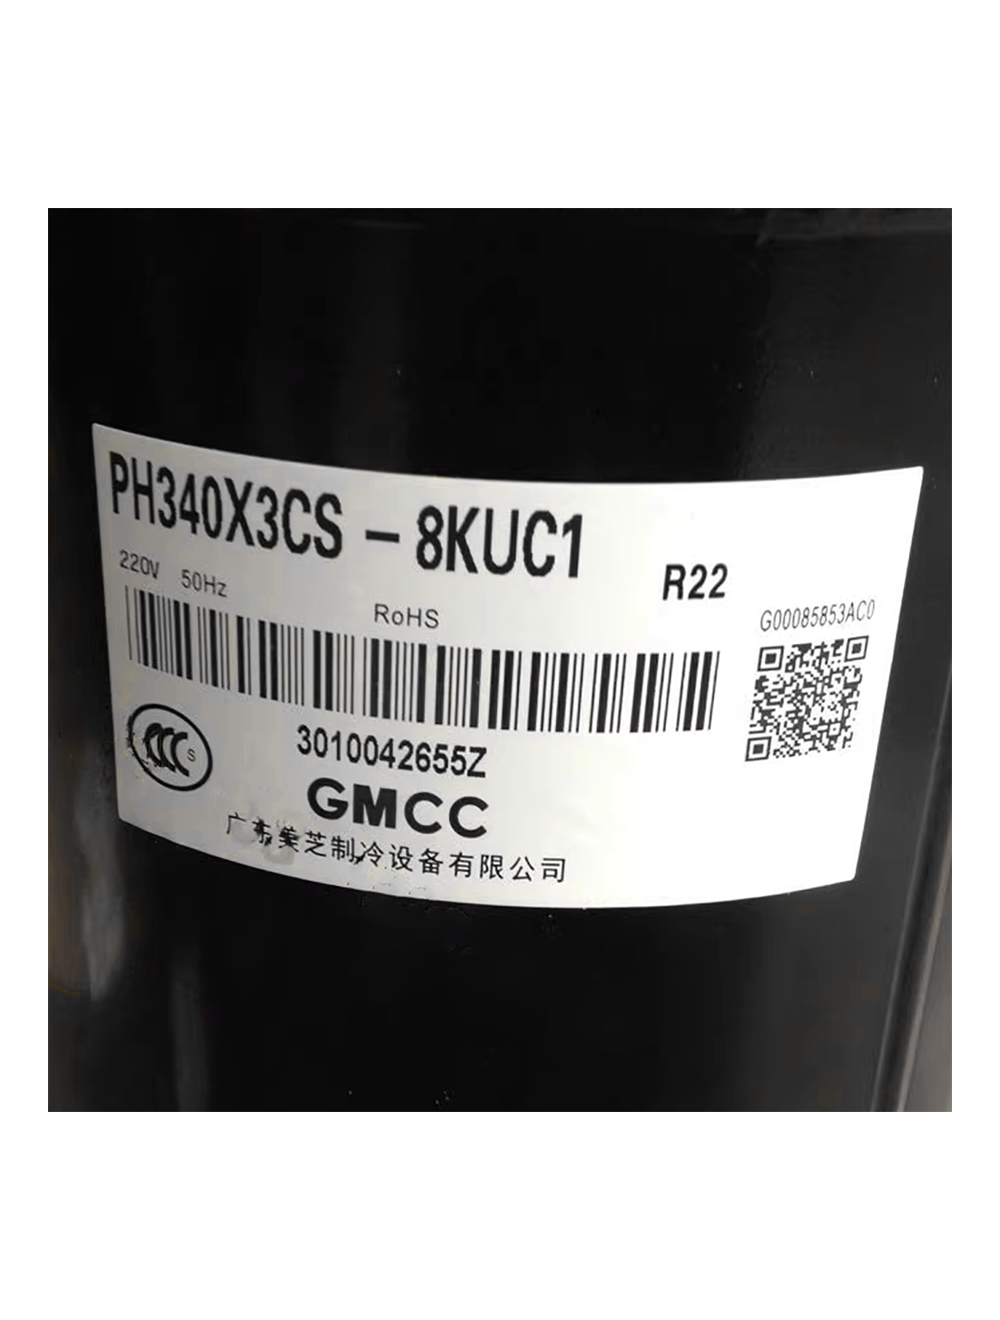 PH340X3CS - 8KUC1
R22
220V 50Hz
RoHS
G00085853AC0
CCC S
3010042655Z
GMCC
广东美芝制冷设备有限公司